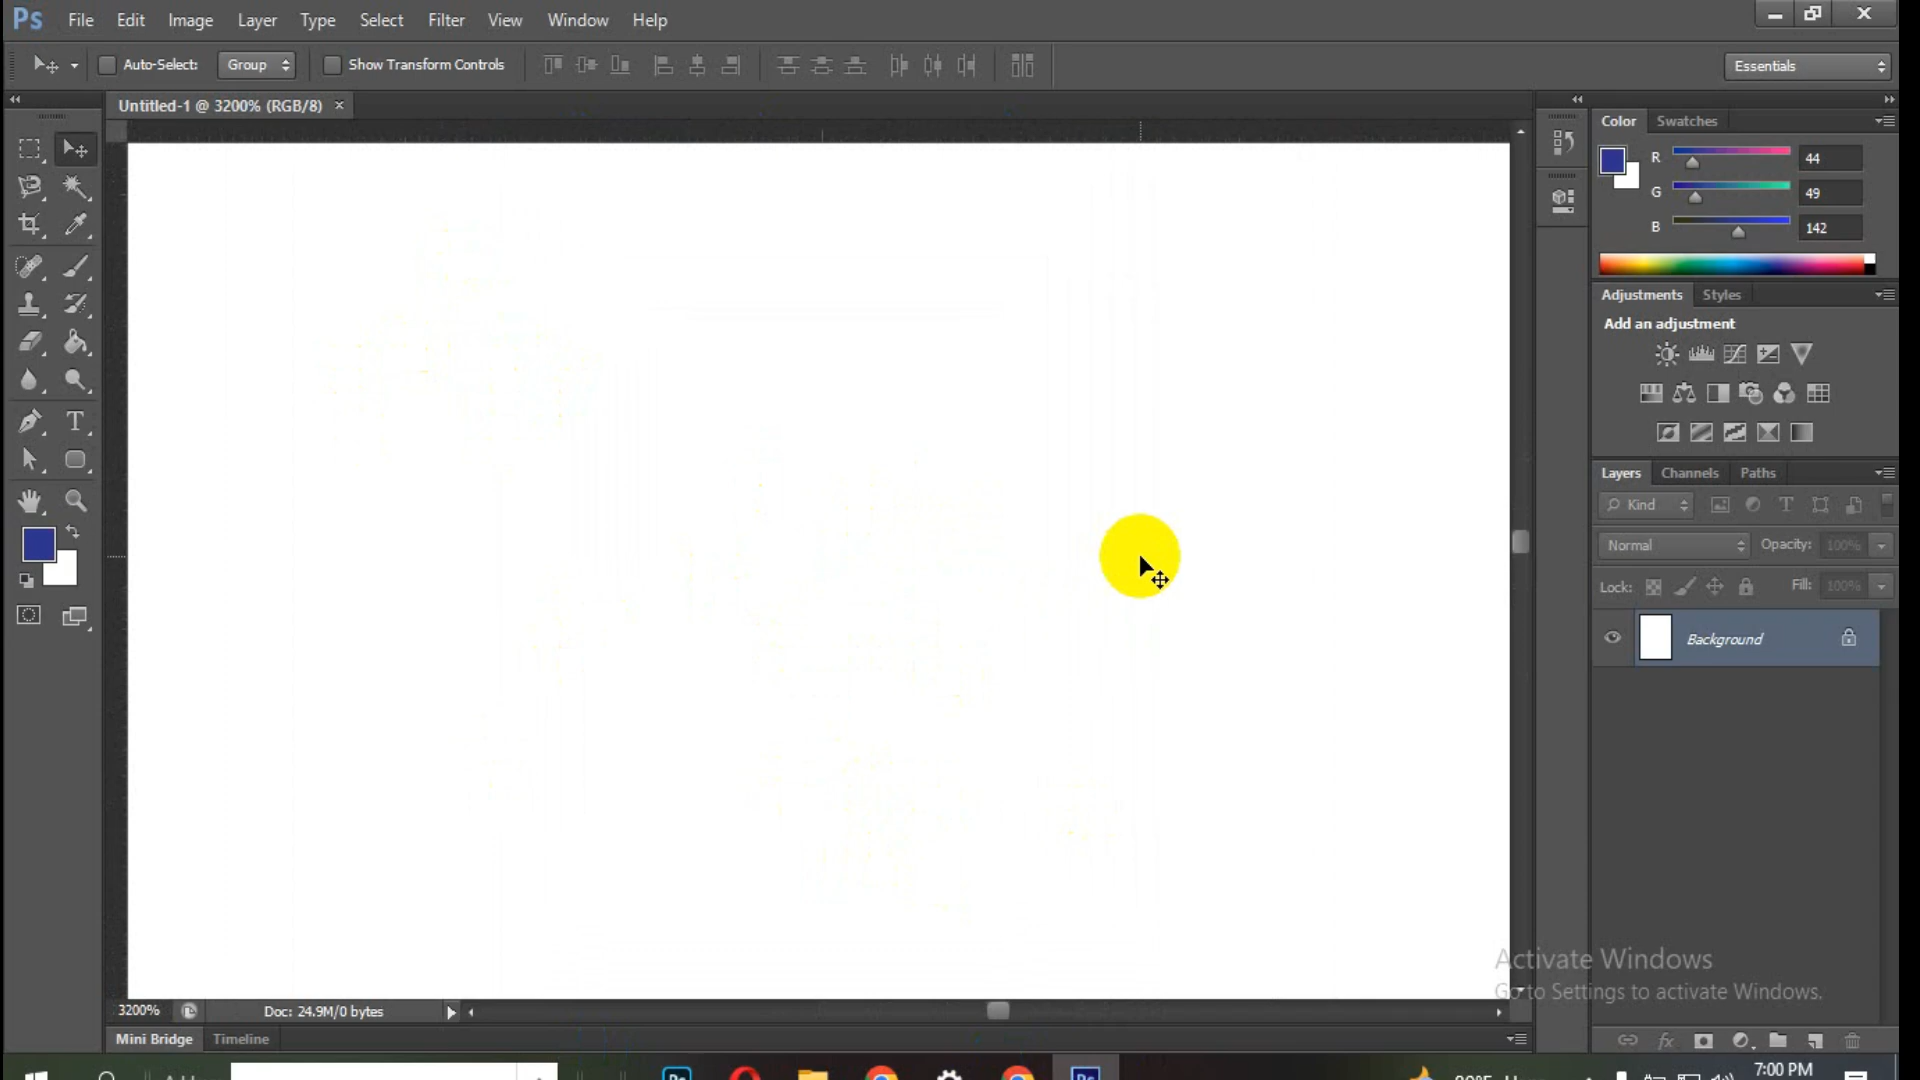 Ps File Edit Image Layer Type Select Filter View Window Help
Auto-Select: Group Show Transform Controls Essentials
Untitled-1 @ 3200% (RGB/8) ×
Color Swatches
R 44
G 49
B 142
Adjustments Styles
Add an adjustment
Layers Channels Paths
Kind
Normal Opacity: 100%
Lock: Fill: 100%
Background
Activate Windows
Go to Settings to activate Windows.
3200% Doc: 24.9M/0 bytes
Mini Bridge Timeline
7:00 PM